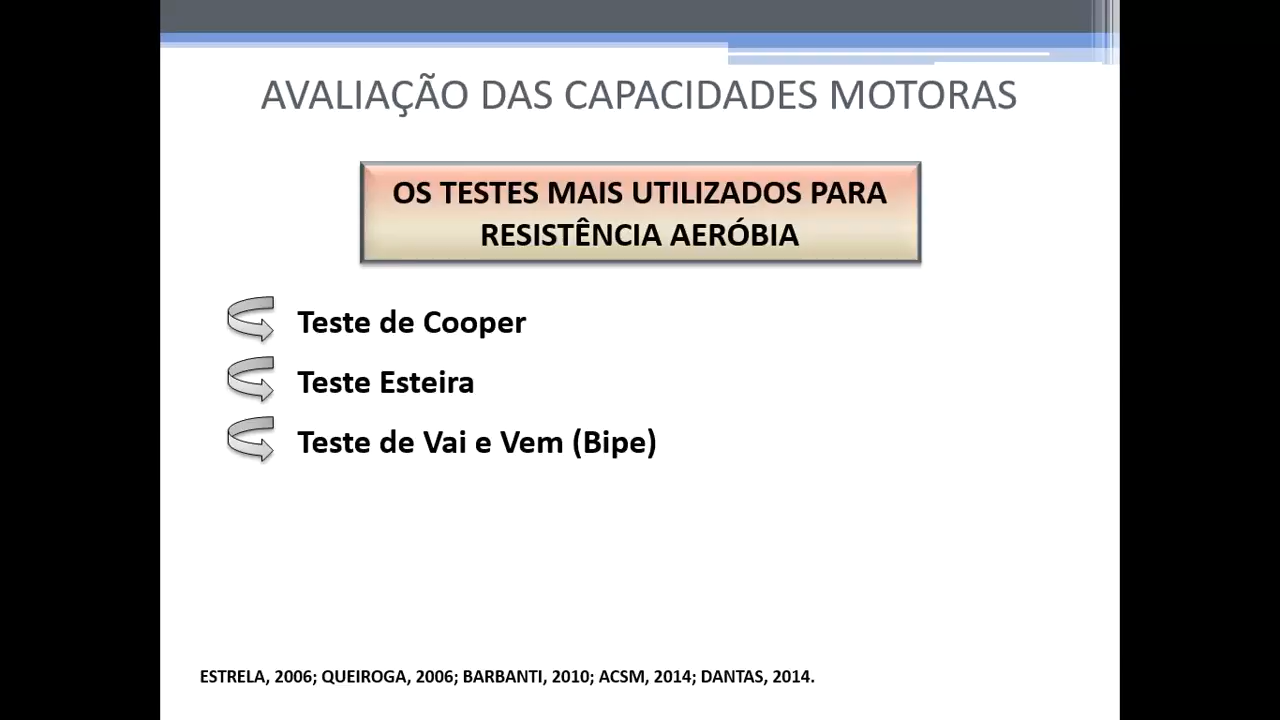 AVALIAÇÃO DAS CAPACIDADES MOTORAS
OS TESTES MAIS UTILIZADOS PARA
RESISTÊNCIA AERÓBIA
Teste de Cooper
Teste Esteira
Teste de Vai e Vem (Bipe)
ESTRELA, 2006; QUEIROGA, 2006; BARBANTI, 2010; ACSM, 2014; DANTAS, 2014.